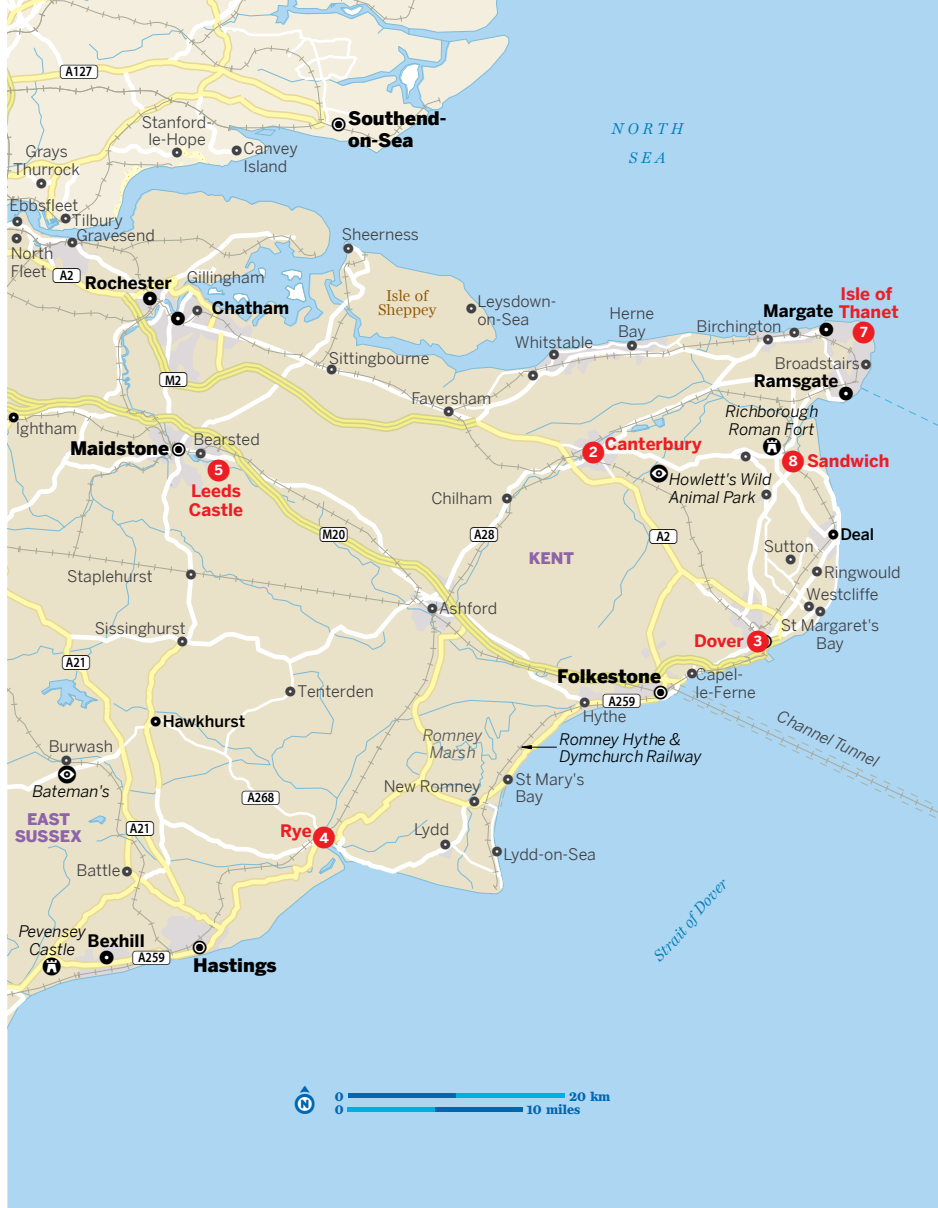 A127
Southend-
on-Sea
NORTH
SEA
Stanford-
le-Hope
Canvey
Island
Grays
Thurrock
Ebbsfleet
Tilbury
Gravesend
North
Fleet
A2
Sheerness
Rochester
Gillingham
Chatham
Isle of
Sheppey
Leysdown-
on-Sea
Isle of
Thanet
7
Margate
Herne
Bay
Birchington
Whitstable
Broadstairs
Sittingbourne
M2
Ramsgate
Faversham
Richborough
Roman Fort
Ightham
Maidstone
Bearsted
2
Canterbury
8
Sandwich
5
Leeds
Castle
Howlett's Wild
Animal Park
Chilham
M20
A28
A2
Deal
KENT
Sutton
Ringwould
Staplehurst
Westcliffe
Ashford
St Margaret's
Bay
Sissinghurst
Dover
3
A21
Folkestone
Capel-
le-Ferne
Tenterden
A259
Hythe
Hawkhurst
Channel Tunnel
Romney
Marsh
Romney Hythe &
Dymchurch Railway
Burwash
Bateman's
New Romney
St Mary's
Bay
A268
EAST
SUSSEX
A21
Rye
4
Lydd
Lydd-on-Sea
Battle
Strait of Dover
Pevensey
Castle
Bexhill
A259
Hastings
N
0
20 km
0
10 miles